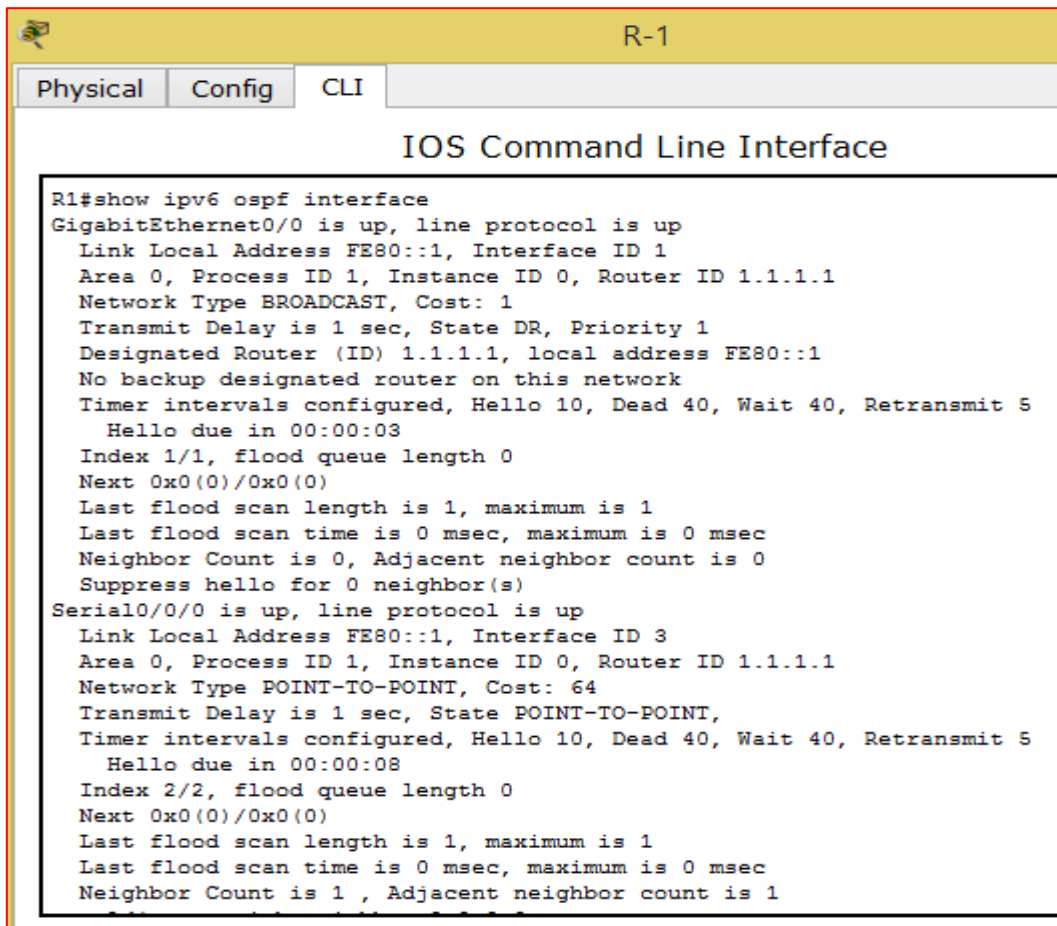 R-1
Physical Config CLI
IOS Command Line Interface
R1#show ipv6 ospf interface
GigabitEthernet0/0 is up, line protocol is up
Link Local Address FE80::1, Interface ID 1
Area 0, Process ID 1, Instance ID 0, Router ID 1.1.1.1
Network Type BROADCAST, Cost: 1
Transmit Delay is 1 sec, State DR, Priority 1
Designated Router (ID) 1.1.1.1, local address FE80::1
No backup designated router on this network
Timer intervals configured, Hello 10, Dead 40, Wait 40, Retransmit 5
Hello due in 00:00:03
Index 1/1, flood queue length 0
Next 0x0(0)/0x0(0)
Last flood scan length is 1, maximum is 1
Last flood scan time is 0 msec, maximum is 0 msec
Neighbor Count is 0, Adjacent neighbor count is 0
Suppress hello for 0 neighbor(s)
Serial0/0/0 is up, line protocol is up
Link Local Address FE80::1, Interface ID 3
Area 0, Process ID 1, Instance ID 0, Router ID 1.1.1.1
Network Type POINT-TO-POINT, Cost: 64
Transmit Delay is 1 sec, State POINT-TO-POINT,
Timer intervals configured, Hello 10, Dead 40, Wait 40, Retransmit 5
Hello due in 00:00:08
Index 2/2, flood queue length 0
Next 0x0(0)/0x0(0)
Last flood scan length is 1, maximum is 1
Last flood scan time is 0 msec, maximum is 0 msec
Neighbor Count is 1 , Adjacent neighbor count is 1